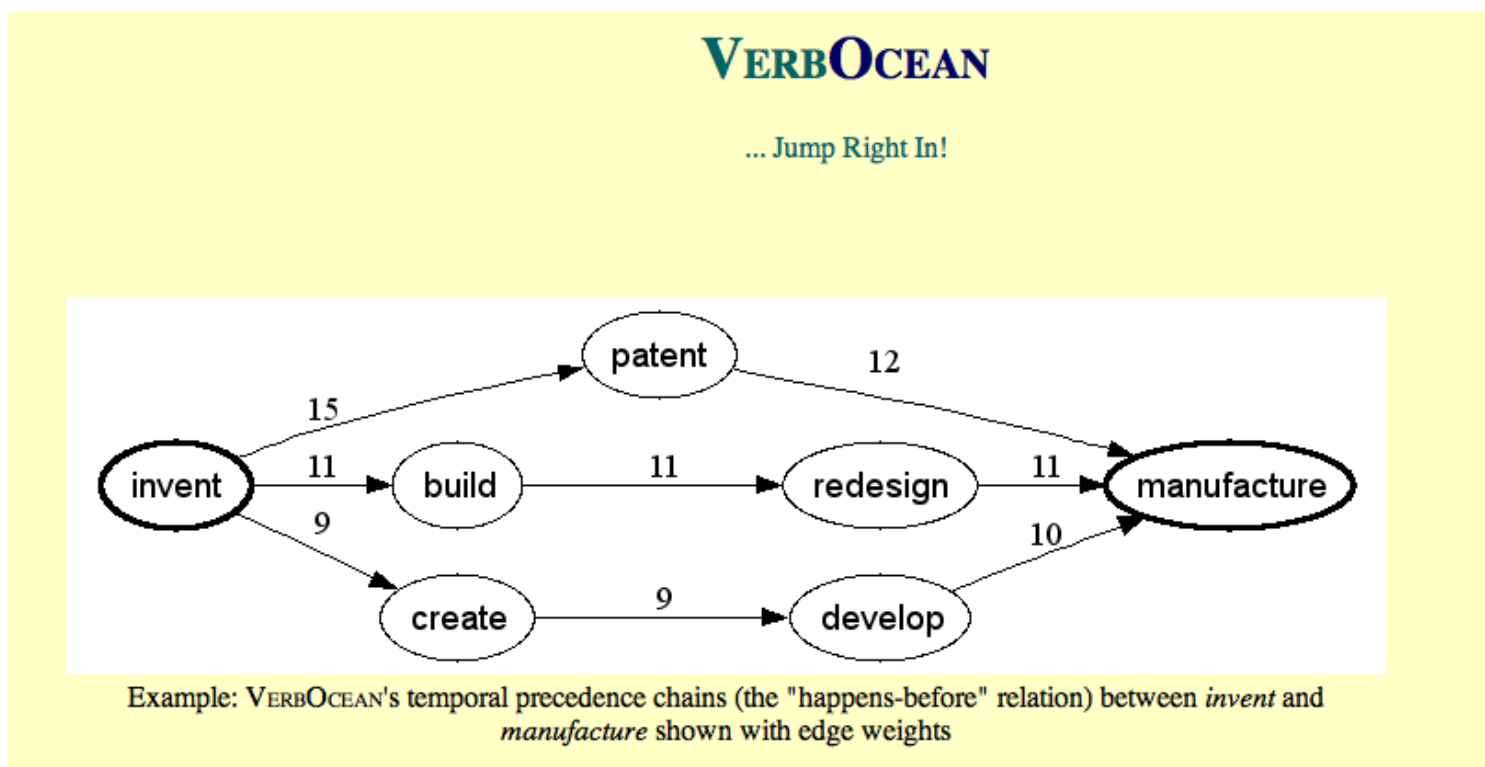 VERBOCEAN
... Jump Right In!
patent
12
15
invent
11
build
11
redesign
11
manufacture
9
10
create
9
develop
Example: VERBOCEAN's temporal precedence chains (the "happens-before" relation) between invent and
manufacture shown with edge weights